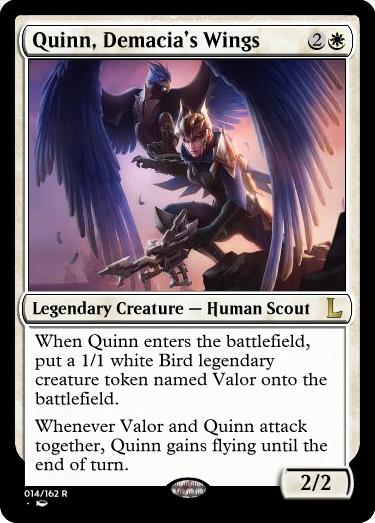 Quinn, Demacia's Wings 2
Legendary Creature — Human Scout L
When Quinn enters the battlefield,
put a 1/1 white Bird legendary
creature token named Valor onto the
battlefield.
Whenever Valor and Quinn attack
together, Quinn gains flying until the
end of turn.
2/2
014/162 R